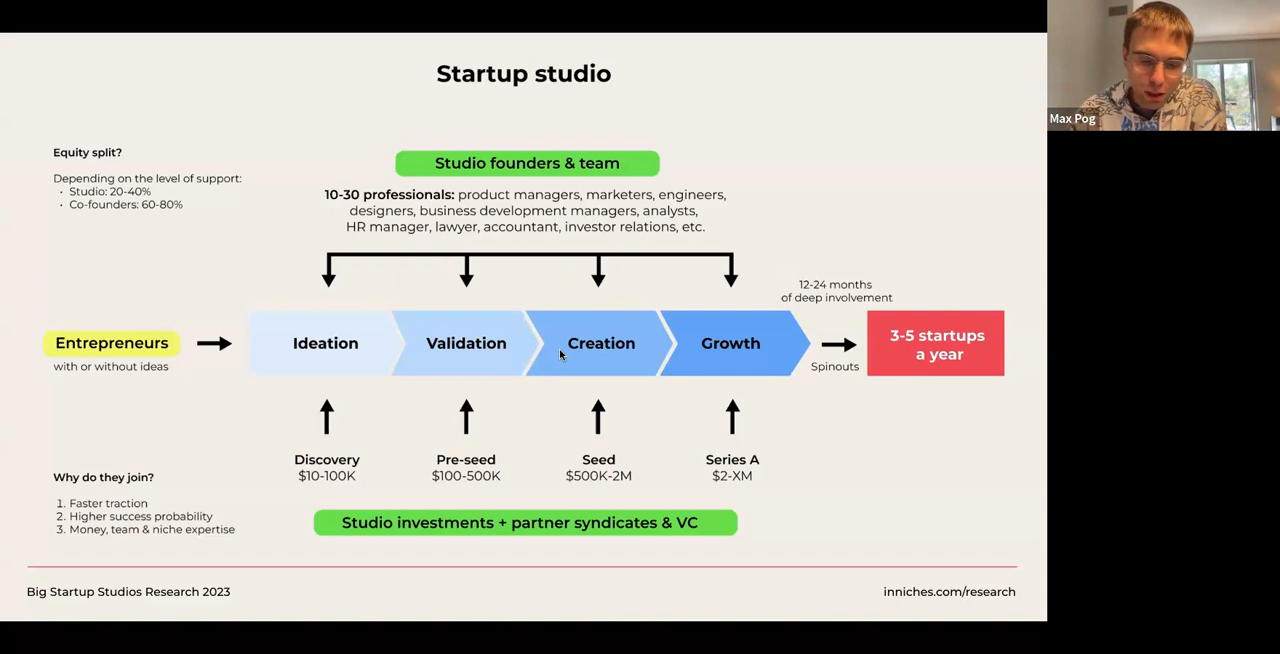 Startup studio
Max Pog
Equity split?
Depending on the level of support:
· Studio: 20-40%
· Co-founders: 60-80%
Studio founders & team
10-30 professionals: product managers, marketers, engineers,
designers, business development managers, analysts,
HR manager, lawyer, accountant, investor relations, etc.
12-24 months
of deep involvement
Entrepreneurs
with or without ideas
Ideation
Validation
Creation
Growth
Spinouts
3-5 startups
a year
Discovery
$10-100K
Pre-seed
$100-500K
Seed
$500K-2M
Series A
$2-XM
Why do they join?
1. Faster traction
2. Higher success probability
3. Money, team & niche expertise
Studio investments + partner syndicates & VC
Big Startup Studios Research 2023
inniches.com/research